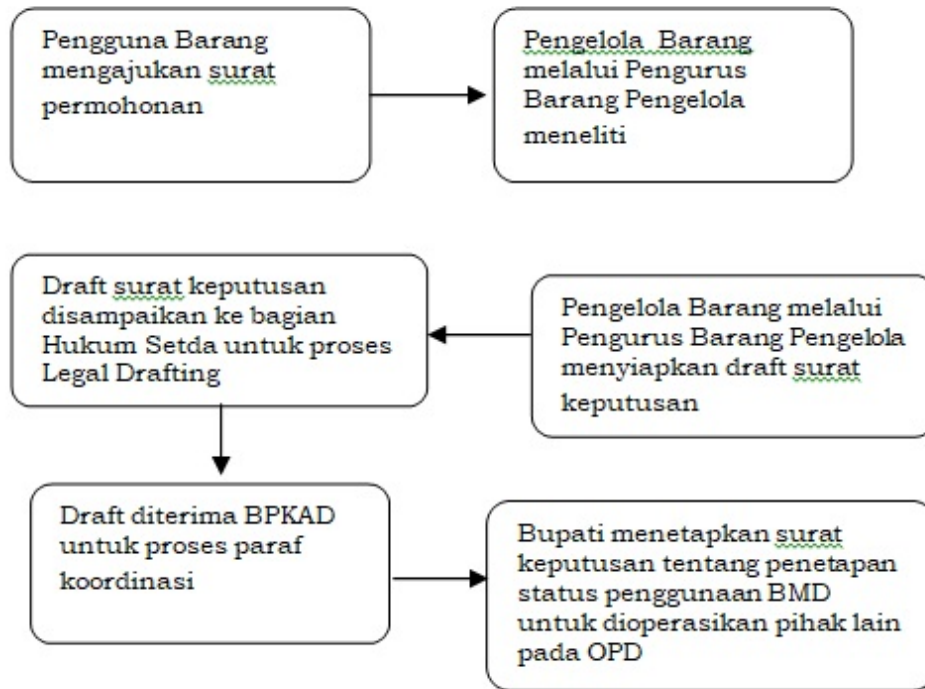 Pengguna Barang
mengajukan surat
permohonan
Pengelola Barang
melalui Pengurus
Barang Pengelola
meneliti
Pengelola Barang melalui
Pengurus Barang Pengelola
menyiapkan draft surat
keputusan
Draft surat keputusan
disampaikan ke bagian
Hukum Setda untuk proses
Legal Drafting
Draft diterima BPKAD
untuk proses paraf
koordinasi
Bupati menetapkan surat
keputusan tentang penetapan
status penggunaan BMD
untuk dioperasikan pihak lain
pada OPD